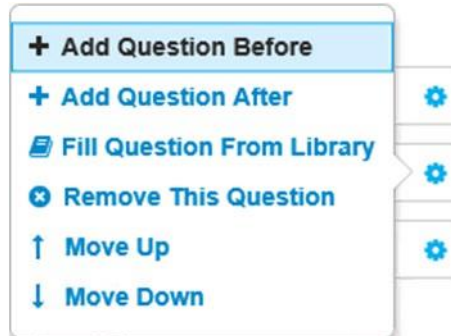 Add Question Before
Add Question After
Fill Question From Library
Remove This Question
Move Up
Move Down